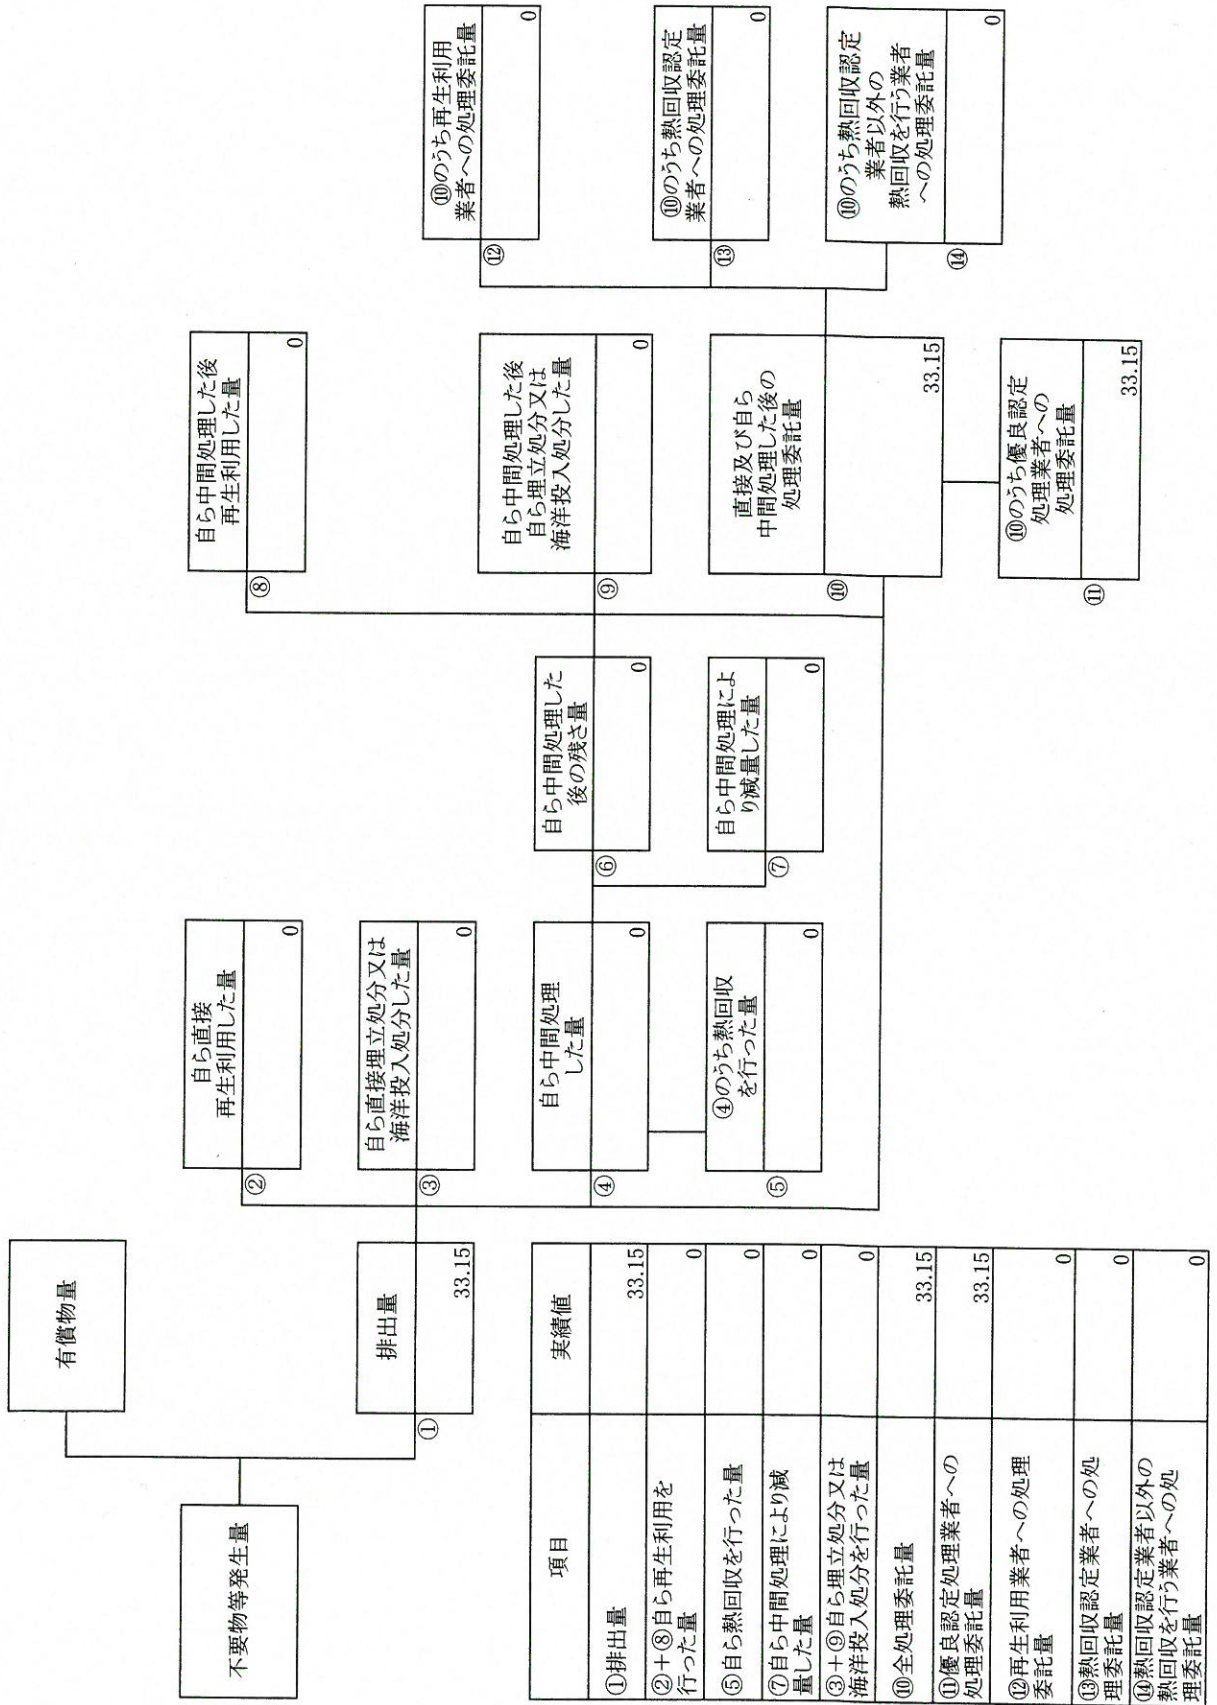 不要物等発生量
有償物量
①
排出量
33.15
②
自ら直接
再生利用した量
0
③
自ら直接埋立処分又は
海洋投入処分した量
0
④
自ら中間処理
した量
0
⑤
④のうち熱回収
を行った量
0
⑥
自ら中間処理した
後の残さ量
0
⑦
自ら中間処理によ
り減量した量
0
⑧
自ら中間処理した後
再生利用した量
0
⑨
自ら中間処理した後
自ら埋立処分又は
海洋投入処分した量
0
⑩
直接及び自ら
中間処理した後の
処理委託量
33.15
⑪
⑩のうち優良認定
処理業者への
処理委託量
33.15
⑫
⑩のうち再生利用
業者への処理委託量
0
⑬
⑩のうち熱回収認定
業者への処理委託量
0
⑭
⑩のうち熱回収認定
業者以外の
熱回収を行う業者
への処理委託量
0
項目
実績値
①排出量
33.15
②+⑧自ら再生利用を
行った量
0
⑤自ら熱回収を行った量
0
⑦自ら中間処理により減
量した量
0
③+⑨自ら埋立処分又は
海洋投入処分を行った量
0
⑩全処理委託量
33.15
⑪優良認定処理業者への
処理委託量
33.15
⑫再生利用業者への処理
委託量
0
⑬熱回収認定業者への処
理委託量
0
⑭熱回収認定業者以外の
熱回収を行う業者への処
理委託量
0